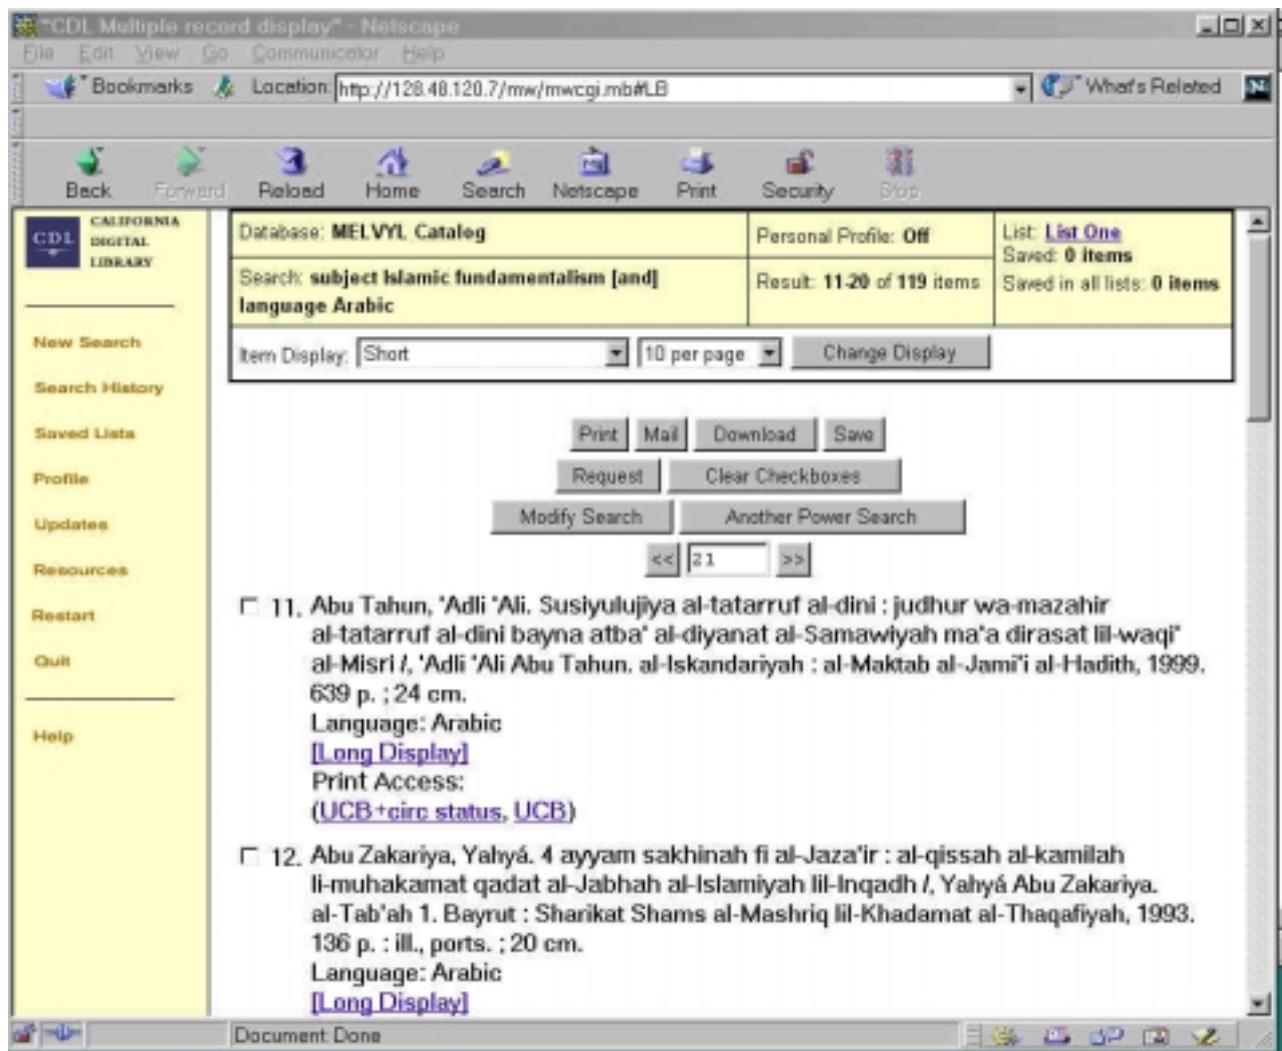 "CDL Multiple record display" - Netscape
File Edit View Go Communicator Help
Bookmarks Location: http://128.48.120.7/mw/mwcgi.mb#LB What's Related
Back Forward Reload Home Search Netscape Print Security Stop
CDL CALIFORNIA DIGITAL LIBRARY
New Search
Search History
Saved Lists
Profile
Updates
Resources
Restart
Quit
Help
Database: MELVYL Catalog
Personal Profile: Off
List: List One
Saved: 0 items
Saved in all lists: 0 items
Search: subject Islamic fundamentalism [and]
language Arabic
Result: 11-20 of 119 items
Item Display: Short 10 per page Change Display
Print Mail Download Save
Request Clear Checkboxes
Modify Search Another Power Search
<< 21 >>
11. Abu Tahun, 'Adli 'Ali. Susiyulujiya al-tatarruf al-dini : judhur wa-mazahir
al-tatarruf al-dini bayna atba' al-diyanat al-Samawiyah ma'a dirasat lil-waqi'
al-Misri /, 'Adli 'Ali Abu Tahun. al-Iskandariyah : al-Maktab al-Jami'i al-Hadith, 1999.
639 p. ; 24 cm.
Language: Arabic
[Long Display]
Print Access:
(UCB+circ status, UCB)
12. Abu Zakariya, Yahyá. 4 ayyam sakhinah fi al-Jaza'ir : al-qissah al-kamilah
li-muhakamat qadat al-Jabhah al-Islamiyah lil-Inqadh /, Yahyá Abu Zakariya.
al-Tab'ah 1. Bayrut : Sharikat Shams al-Mashriq lil-Khadamat al-Thaqafiyah, 1993.
136 p. : ill., ports. ; 20 cm.
Language: Arabic
[Long Display]
Document: Done